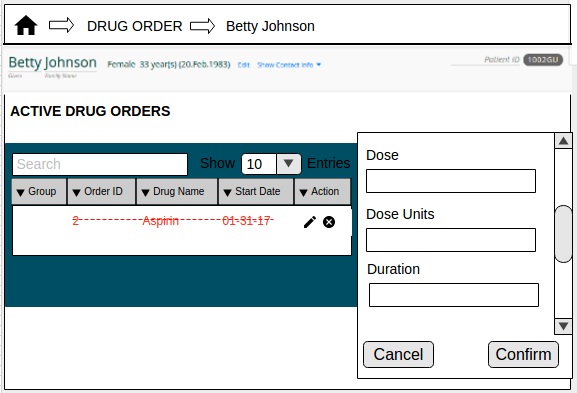 DRUG ORDER Betty Johnson
Betty Johnson Female 33 year(s) (20.Feb.1983) Edit Show Contact Info Patient ID 1002GU
Given Family Name
ACTIVE DRUG ORDERS
Search Show 10 Entries
Group Order ID Drug Name Start Date Action
2 Aspirin 01-31-17
Dose
Dose Units
Duration
Cancel Confirm